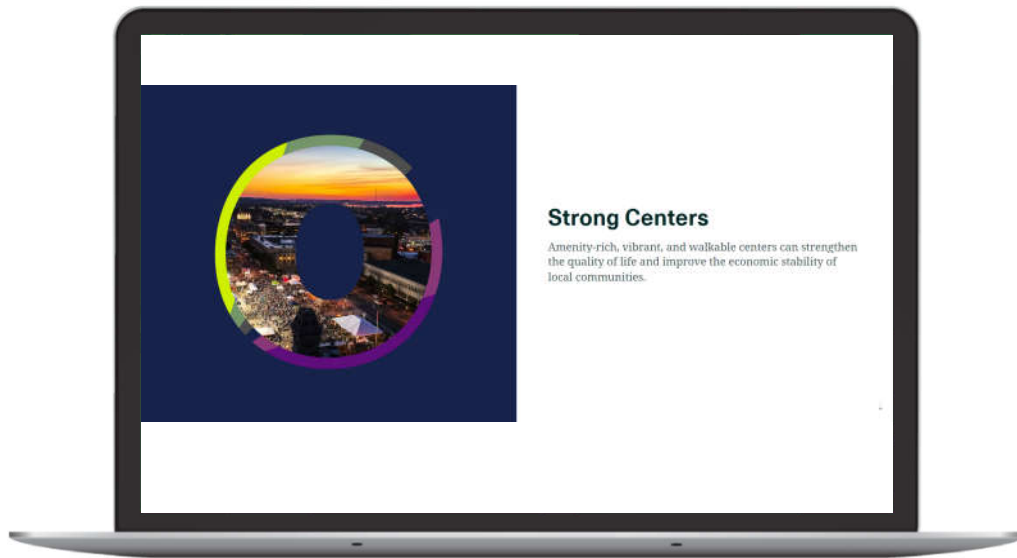 Strong Centers
Amenity-rich, vibrant, and walkable centers can strengthen
the quality of life and improve the economic stability of
local communities.